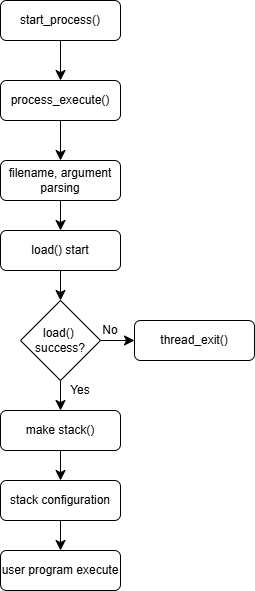 start_process()
process_execute()
filename, argument
parsing
load() start
load()
success?
No
thread_exit()
Yes
make stack()
stack configuration
user program execute